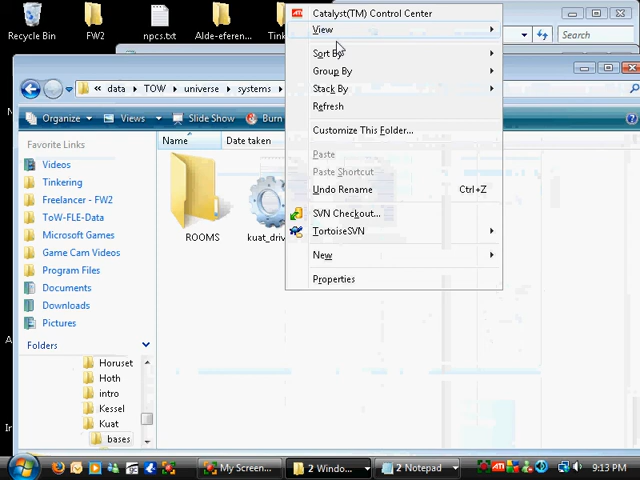 Recycle Bin
FW2
npcs.txt
Alde-eferen...
Search
data ▸ TOW ▸ universe ▸ systems
Organize
Views
Slide Show
Burn
Favorite Links
Videos
Tinkering
Freelancer - FW2
ToW-FLE-Data
Microsoft Games
Game Videos
Program Files
Documents
Downloads
Pictures
Folders
Horuset
Hoth
intro
Kessel
Kuat
bases
Name
Date taken
ROOMS
Catalyst(TM) Control Center
View
Sort By
Group By
Stack By
Refresh
Customize This Folder...
Paste
Paste Shortcut
Undo Rename Ctrl+Z
SVN Checkout...
TortoiseSVN
New
Properties
My Screen...
2 Windo...
2 Notepad
9:13 PM